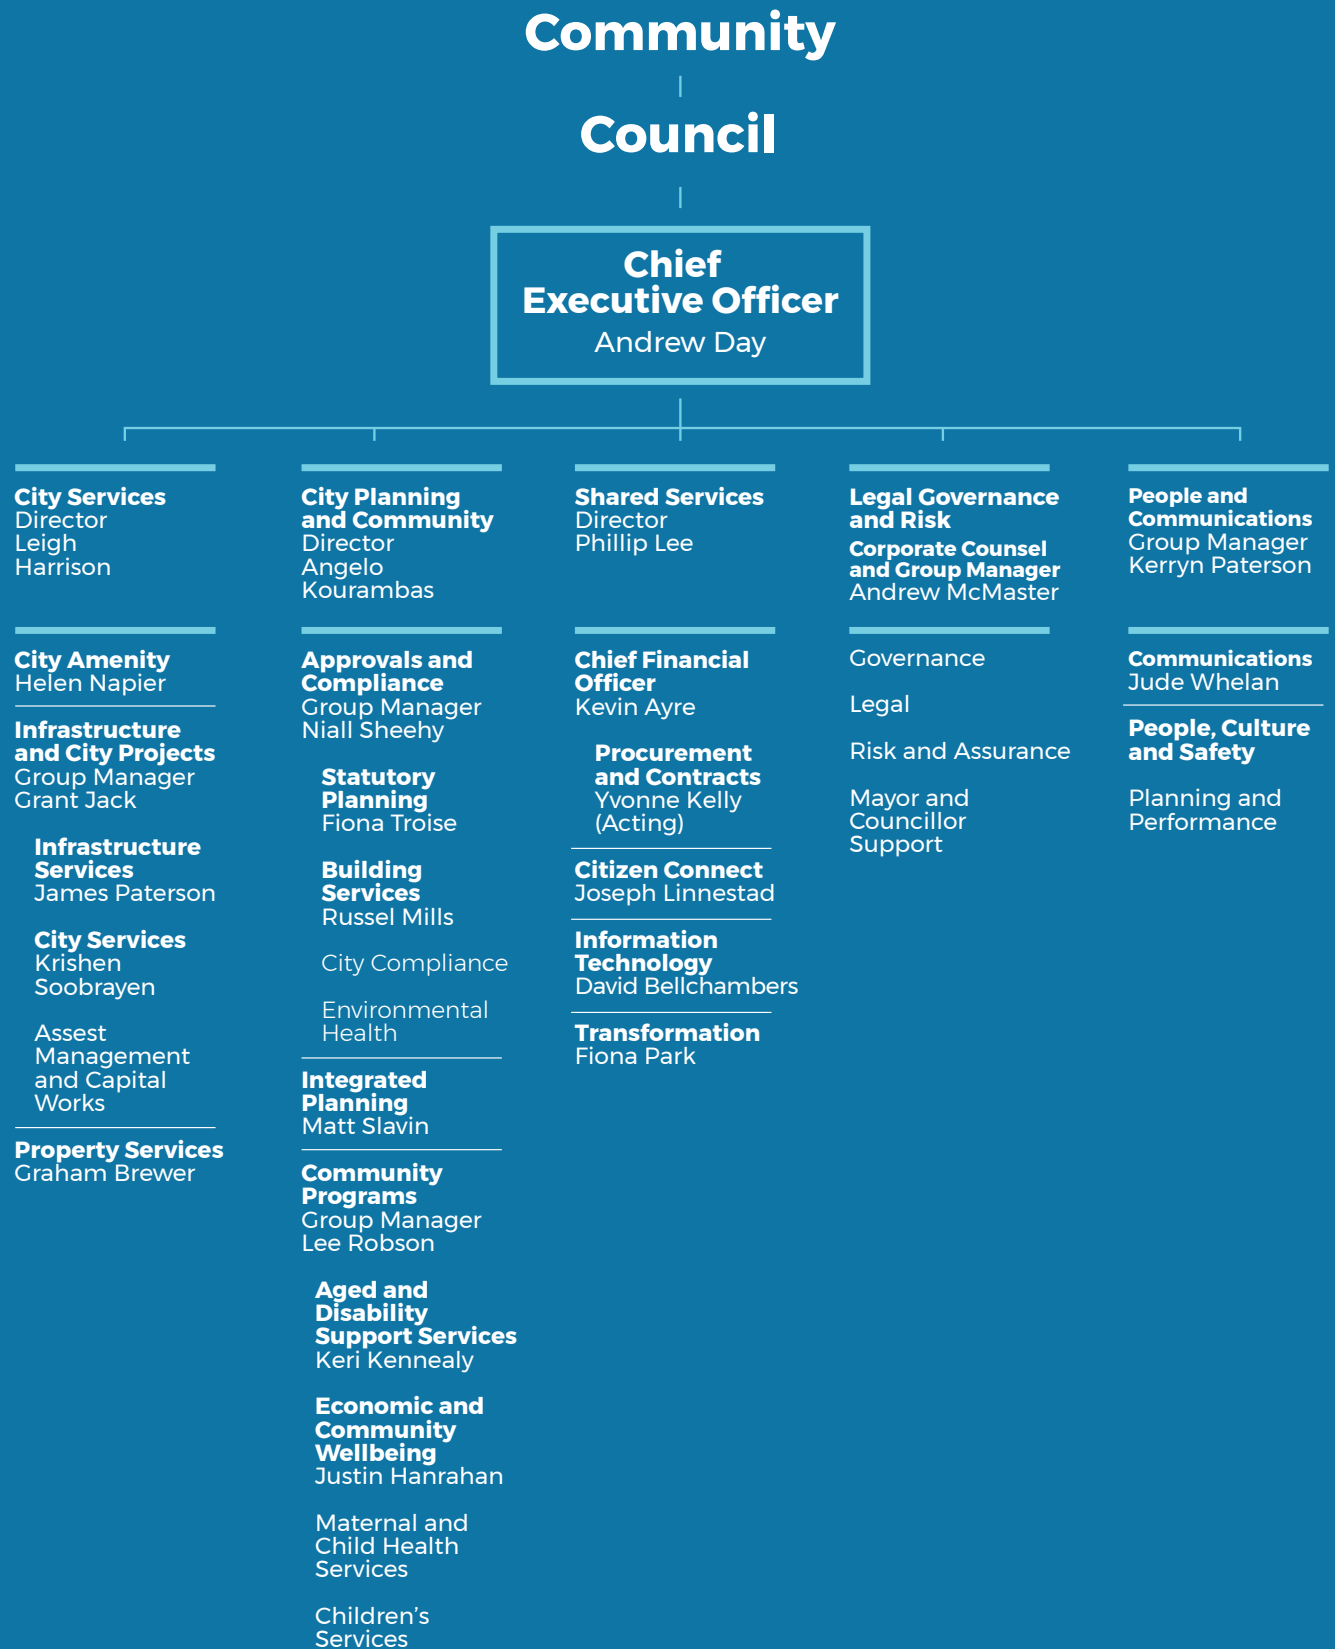 Community
Council
Chief
Executive Officer
Andrew Day
City Services
Director
Leigh
Harrison
City Amenity
Helen Napier
Infrastructure
and City Projects
Group Manager
Grant Jack
Infrastructure
Services
James Paterson
City Services
Krishen
Soobrayen
Assest
Management
and Capital
Works
Property Services
Graham Brewer
City Planning
and Community
Director
Angelo
Kourambas
Approvals and
Compliance
Group Manager
Niall Sheehy
Statutory
Planning
Fiona Troise
Building
Services
Russel Mills
City Compliance
Environmental
Health
Integrated
Planning
Matt Slavin
Community
Programs
Group Manager
Lee Robson
Aged and
Disability
Support Services
Keri Kennealy
Economic and
Community
Wellbeing
Justin Hanrahan
Maternal and
Child Health
Services
Children’s
Services
Shared Services
Director
Phillip Lee
Chief Financial
Officer
Kevin Ayre
Procurement
and Contracts
Yvonne Kelly
(Acting)
Citizen Connect
Joseph Linnestad
Information
Technology
David Bellchambers
Transformation
Fiona Park
Legal Governance
and Risk
Corporate Counsel
and Group Manager
Andrew McMaster
Governance
Legal
Risk and Assurance
Mayor and
Councillor
Support
People and
Communications
Group Manager
Kerryn Paterson
Communications
Jude Whelan
People, Culture
and Safety
Planning and
Performance